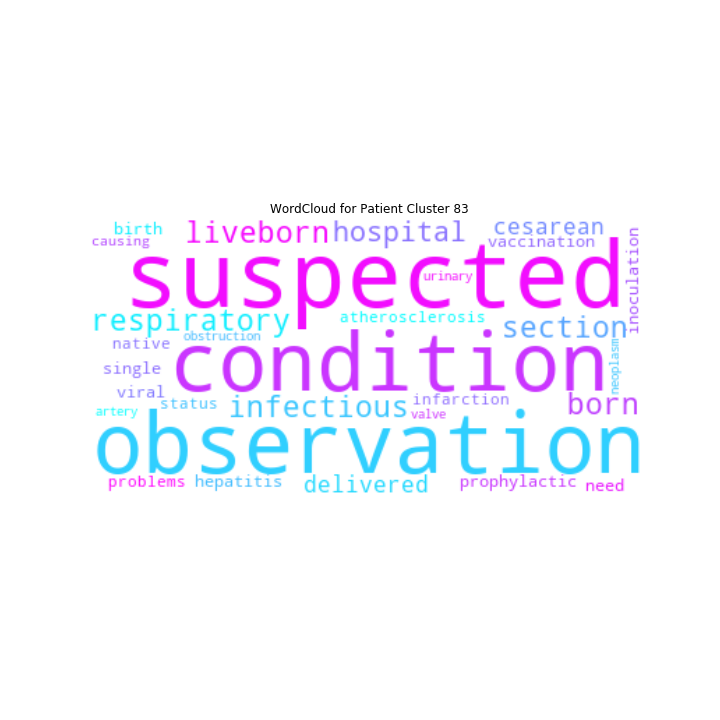 WordCloud for Patient Cluster 83
birth
liveborn
hospital
cesarean
causing
vaccination
suspected
urinary
inoculation
respiratory
atherosclerosis
section
obstruction
native
condition
neoplasm
single
viral
status
infectious
infarction
born
artery
valve
observation
problems
hepatitis
delivered
prophylactic
need